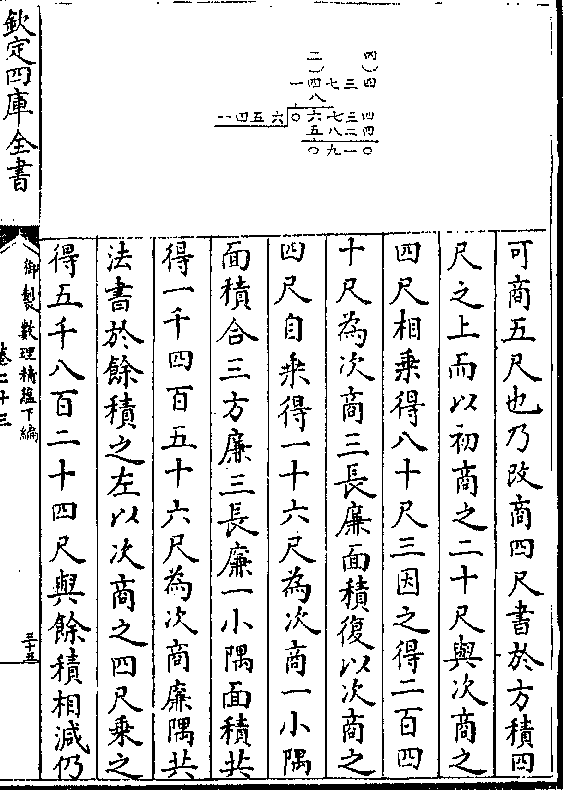 二 四
一四七三四
八
一四五六 ○六七三四
五八二四
○九一○
可商五尺也乃改商四尺書於方積四
尺之上而以初商之二十尺與次商之
四尺相乗得八十尺三因之得二百四
十尺為次商三長廉面積復以次商之
四尺自乗得一十六尺為次商一小隅
面積合三方廉三長廉一小隅面積共
得一千四百五十六尺為次商廉隅共
法書於餘積之左以次商之四尺乗之
得五千八百二十四尺與餘積相減仍
欽定四庫全書
御製數理精蘊下編
卷二十三
三十五